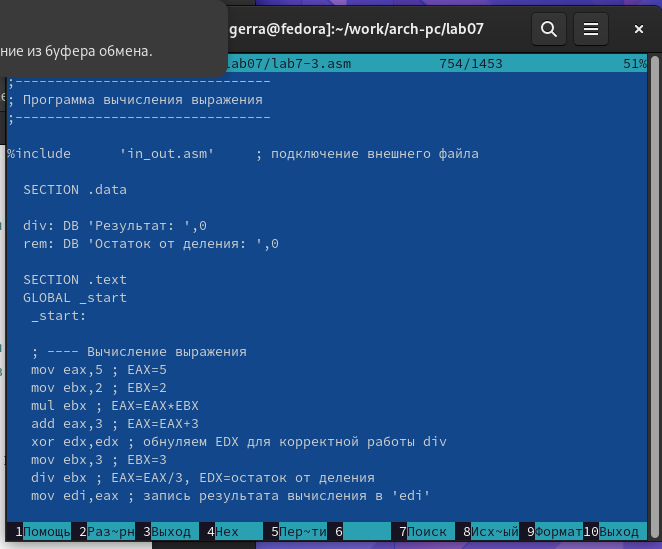 ние из буфера обмена.
gerra@fedora]:~/work/arch-pc/lab07
lab07/lab7-3.asm 754/1453 51%
;--------------------------------
; Программа вычисления выражения
;--------------------------------
%include 'in_out.asm' ; подключение внешнего файла
SECTION .data
div: DB 'Результат: ',0
rem: DB 'Остаток от деления: ',0
SECTION .text
GLOBAL _start
_start:
; ---- Вычисление выражения
mov eax,5 ; EAX=5
mov ebx,2 ; EBX=2
mul ebx ; EAX=EAX*EBX
add eax,3 ; EAX=EAX+3
xor edx,edx ; обнуляем EDX для корректной работы div
mov ebx,3 ; EBX=3
div ebx ; EAX=EAX/3, EDX=остаток от деления
mov edi,eax ; запись результата вычисления в 'edi'
1Помощь 2Раз~рн 3Выход 4Hex 5Пер~ти 6 7Поиск 8Исх~ый 9Формат 10Выход